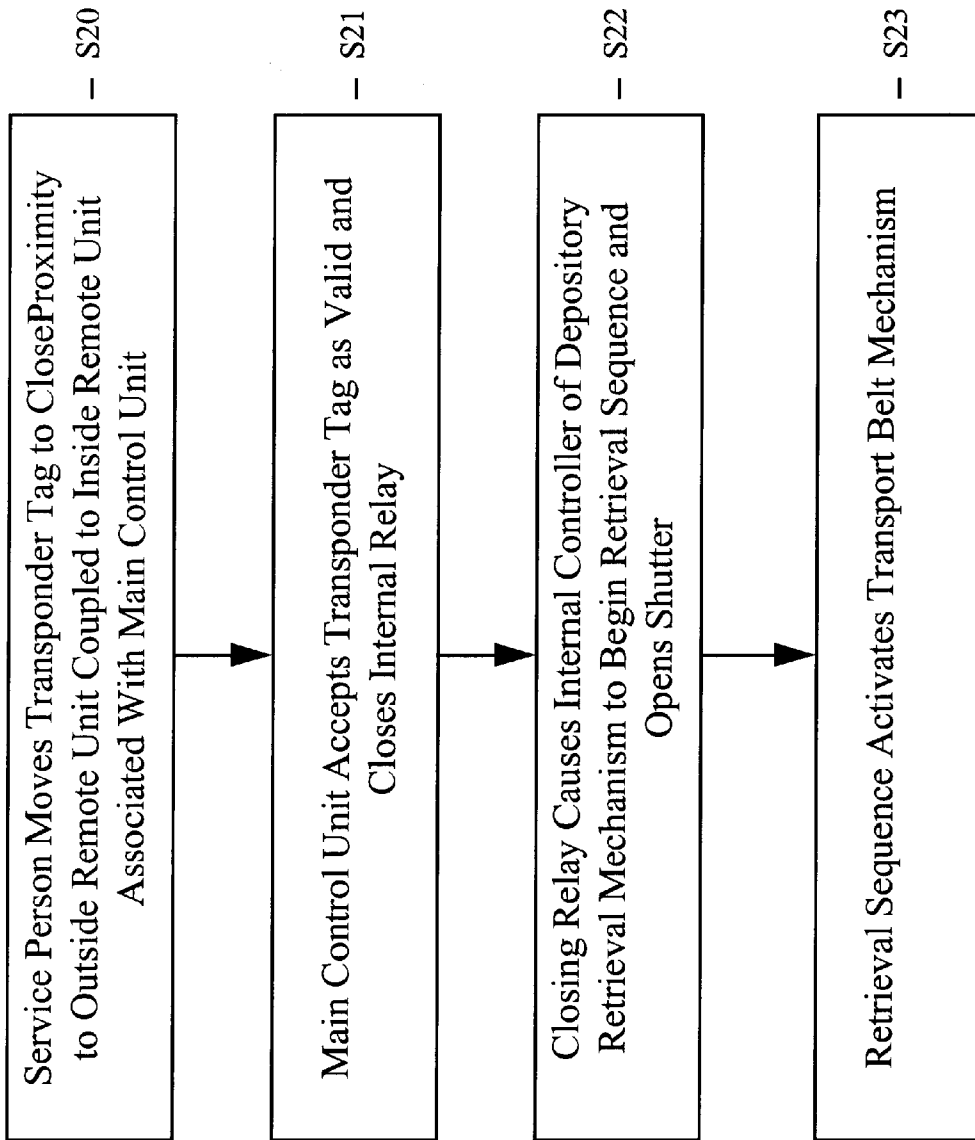 Service Person Moves Transponder Tag to CloseProximity
to Outside Remote Unit Coupled to Inside Remote Unit
Associated With Main Control Unit
– S20
Main Control Unit Accepts Transponder Tag as Valid and
Closes Internal Relay
– S21
Closing Relay Causes Internal Controller of Depository
Retrieval Mechanism to Begin Retrieval Sequence and
Opens Shutter
– S22
Retrieval Sequence Activates Transport Belt Mechanism
– S23